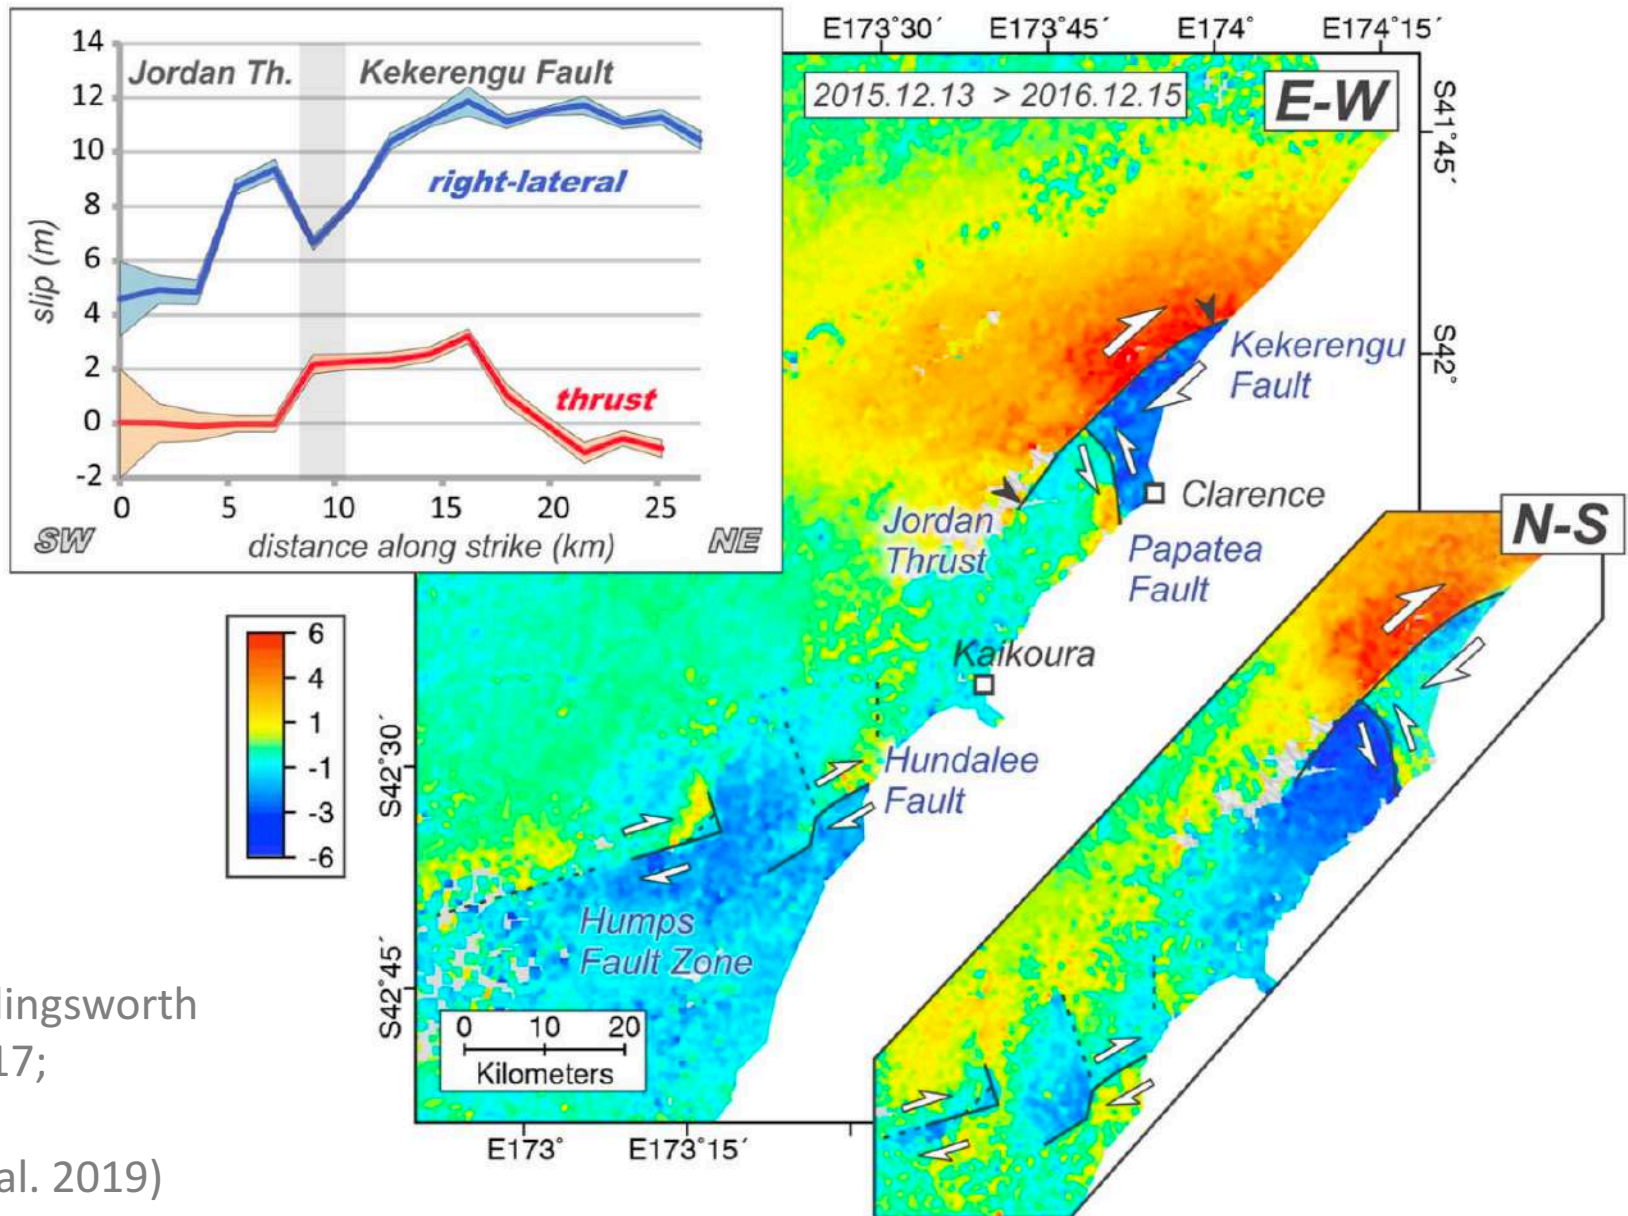 14
12
10
8
6
4
2
0
-2
slip (m)
Jordan Th.
Kekerengu Fault
right-lateral
thrust
0 5 10 15 20 25
SW
distance along strike (km)
NE
E173°30´ E173°45´ E174° E174°15´
2015.12.13 > 2016.12.15
E-W
S41°45´
S42°
Kekerengu
Fault
Clarence
Jordan
Thrust
Papatea
Fault
N-S
Kaikoura
6
4
1
-1
-3
-6
S42°30´
Hundalee
Fault
Humps
Fault Zone
S42°45´
0 10 20
Kilometers
E173° E173°15´
lingsworth
17;
al. 2019)